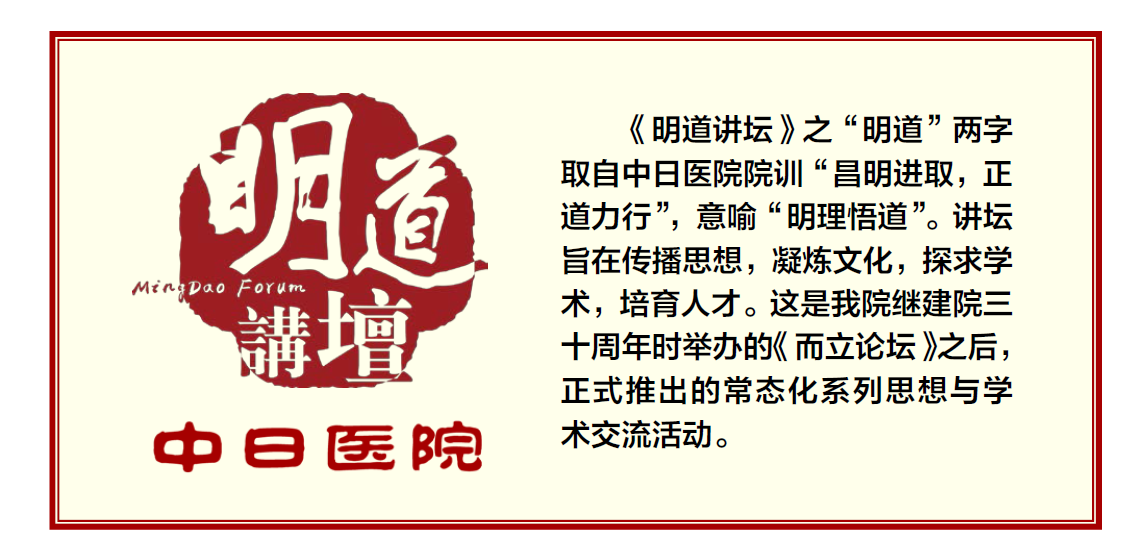 明道
MingDao Forum
講壇
中日医院
《明道讲坛》之“明道”两字
取自中日医院院训“昌明进取，正
道力行”，意喻“明理悟道”。讲坛
旨在传播思想，凝炼文化，探求学
术，培育人才。这是我院继建院三
十周年时举办的《而立论坛》之后，
正式推出的常态化系列思想与学
术交流活动。